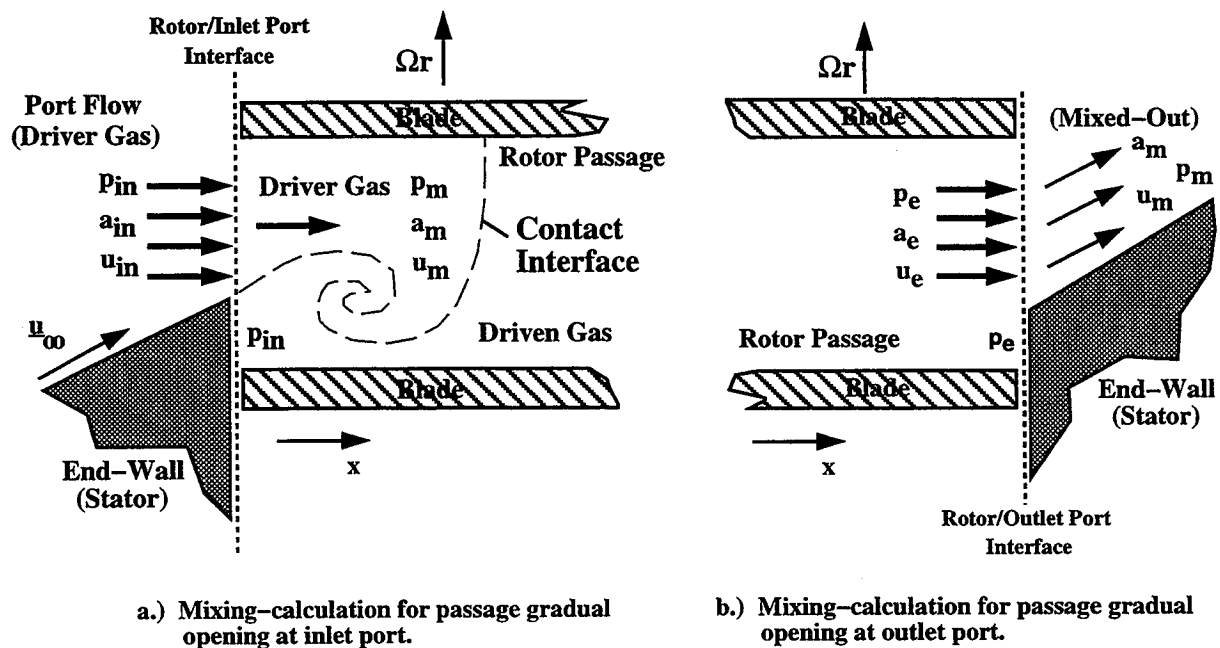 Rotor/Inlet Port
Interface
Ωr
Port Flow
(Driver Gas)
Blade
Rotor Passage
p_in
a_in
u_in
Driver Gas
p_m
a_m
u_m
Contact
Interface
u_∞
p_in
Driven Gas
Blade
End–Wall
(Stator)
x
a.) Mixing–calculation for passage gradual
opening at inlet port.
Ωr
Blade
(Mixed–Out)
a_m
p_m
u_m
p_e
a_e
u_e
Rotor Passage
p_e
Blade
End–Wall
(Stator)
x
Rotor/Outlet Port
Interface
b.) Mixing–calculation for passage gradual
opening at outlet port.